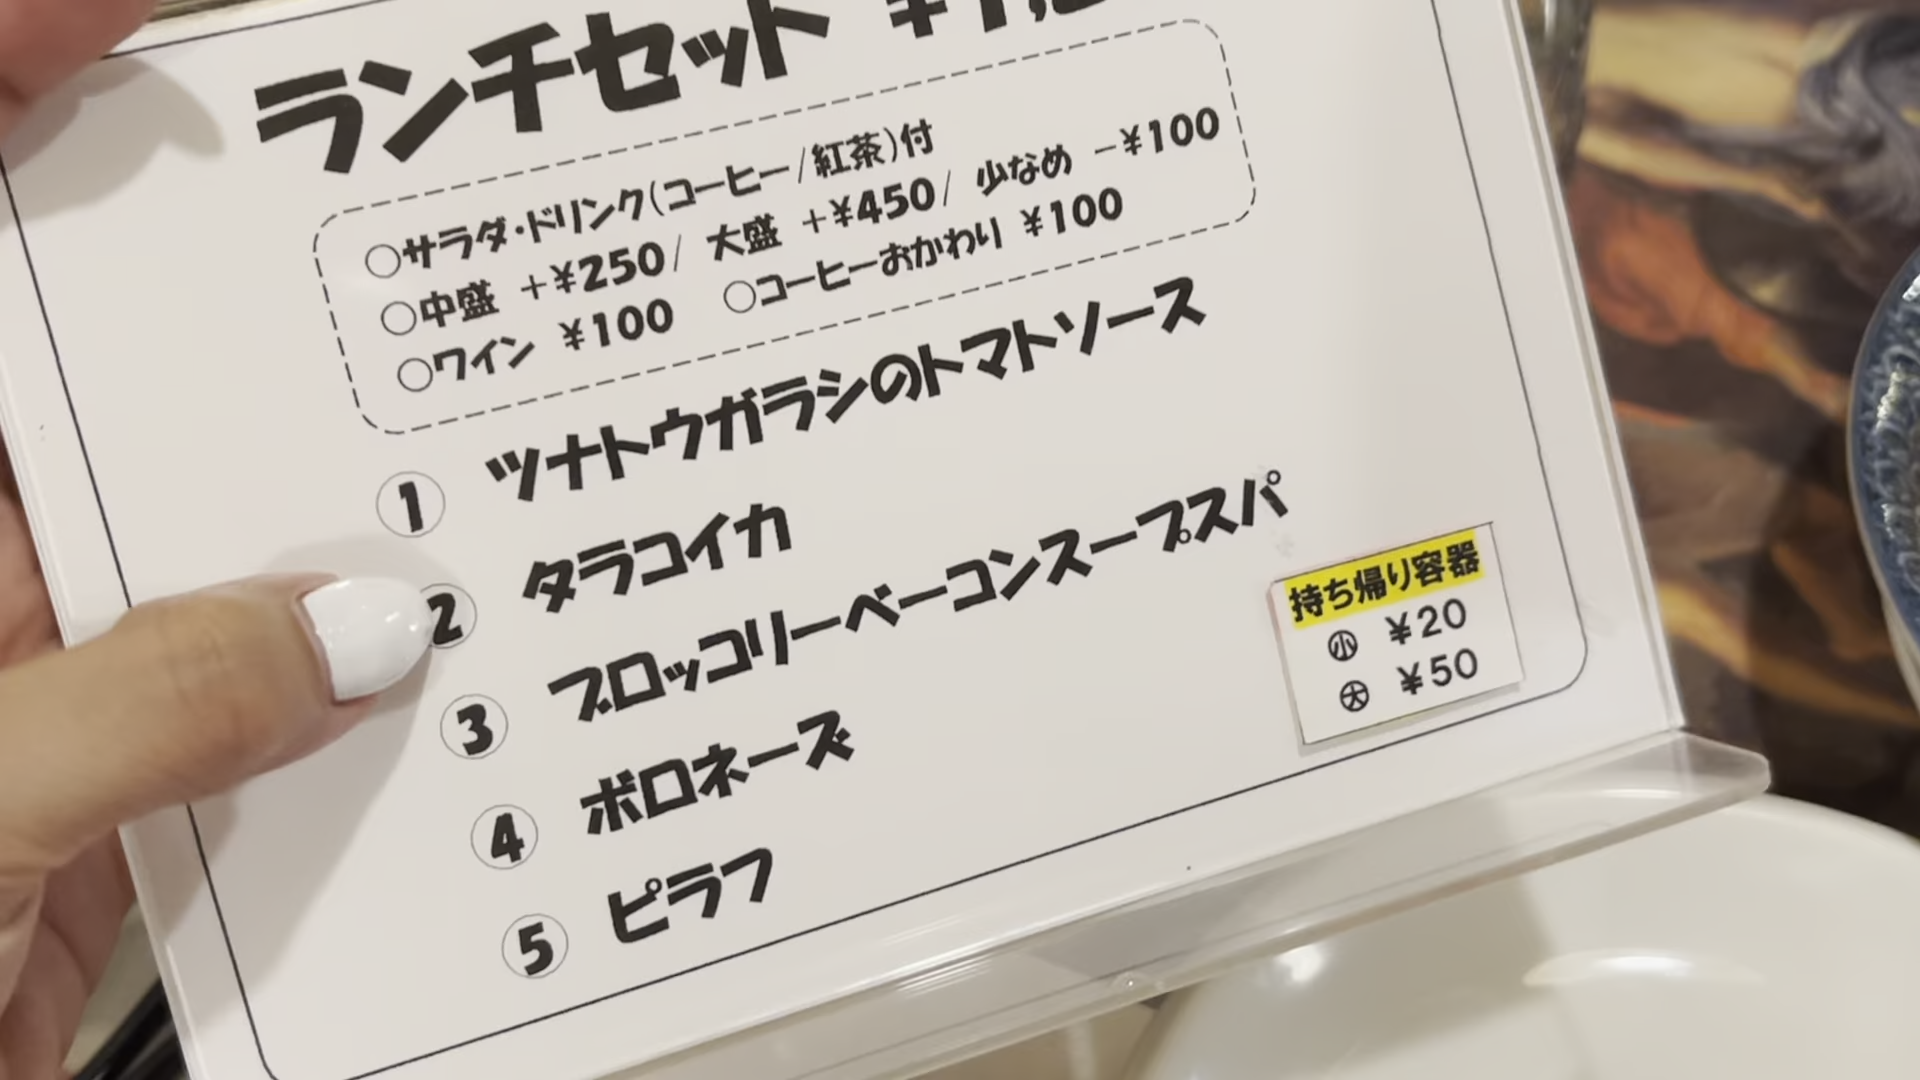 ランチセット
○サラダ・ドリンク(コーヒー/紅茶)付
○中盛 +¥250/ 大盛 +¥450/ 少なめ -¥100
○ワイン ¥100 ○コーヒーおかわり ¥100
① ツナトウガラシのトマトソース
② タラコイカ
③ ブロッコリーベーコンスープスパ
④ ボロネーズ
⑤ ピラフ
持ち帰り容器
㊙小 ¥20
㊛大 ¥50